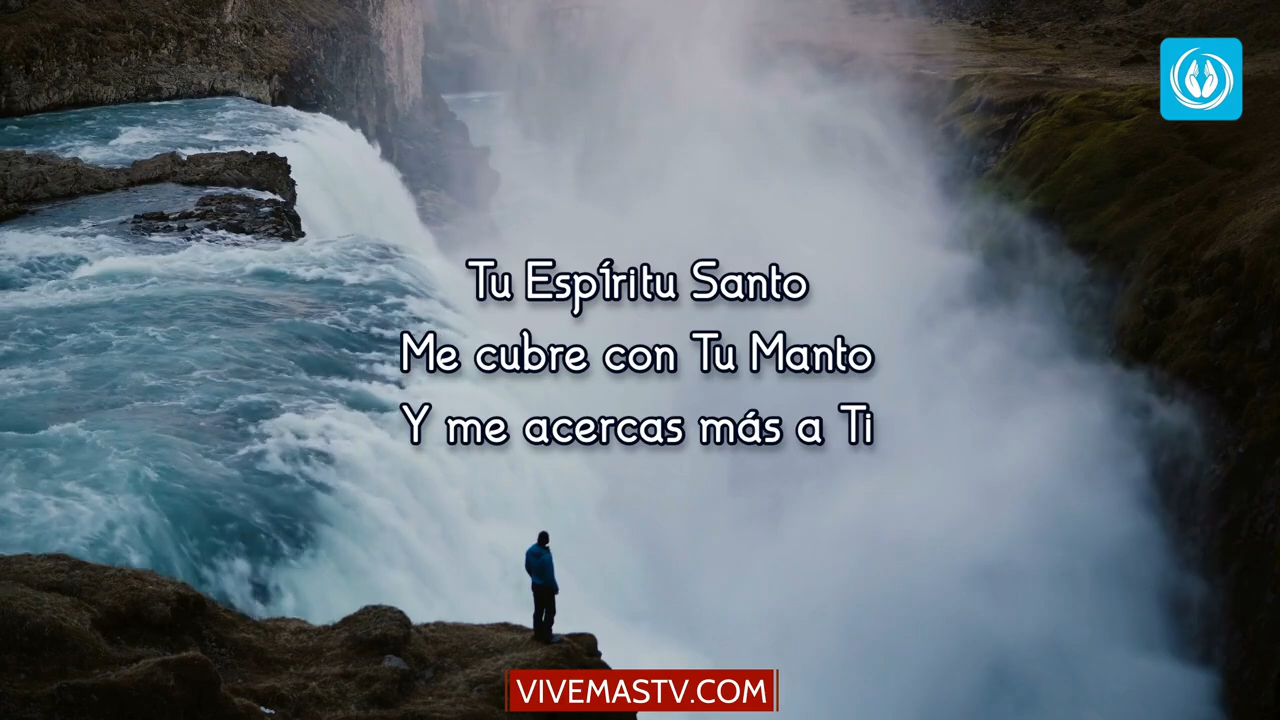 Tu Espíritu Santo
Me cubre con Tu Manto
Y me acercas más a Ti
VIVEMASTV.COM